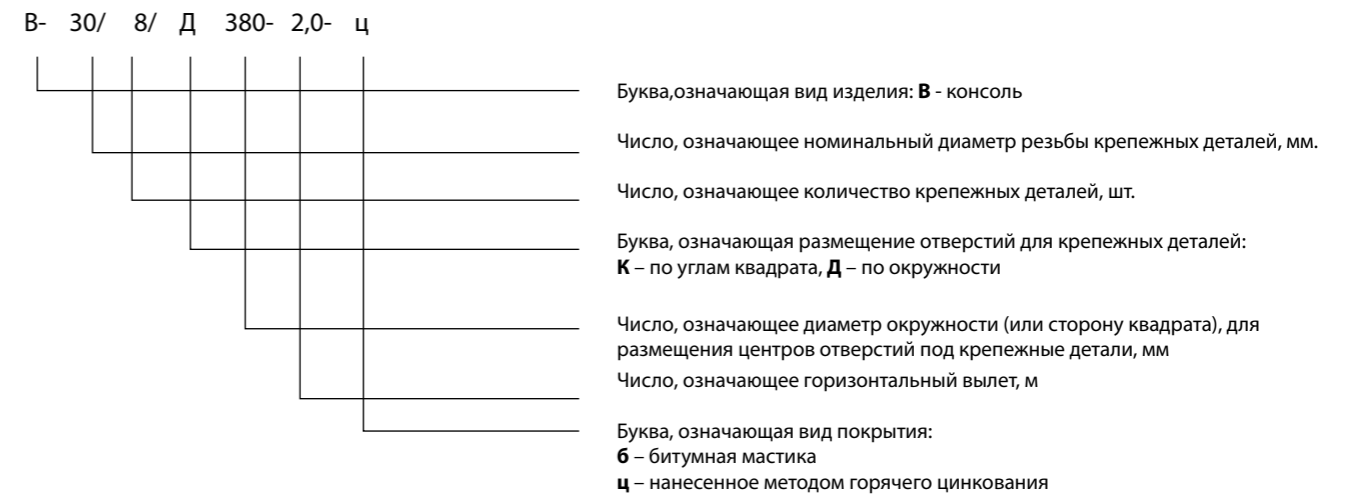 В- 30/ 8/ Д 380- 2,0- ц
Буква,означающая вид изделия: В - консоль
Число, означающее номинальный диаметр резьбы крепежных деталей, мм.
Число, означающее количество крепежных деталей, шт.
Буква, означающая размещение отверстий для крепежных деталей:
К – по углам квадрата, Д – по окружности
Число, означающее диаметр окружности (или сторону квадрата), для
размещения центров отверстий под крепежные детали, мм
Число, означающее горизонтальный вылет, м
Буква, означающая вид покрытия:
б – битумная мастика
ц – нанесенное методом горячего цинкования